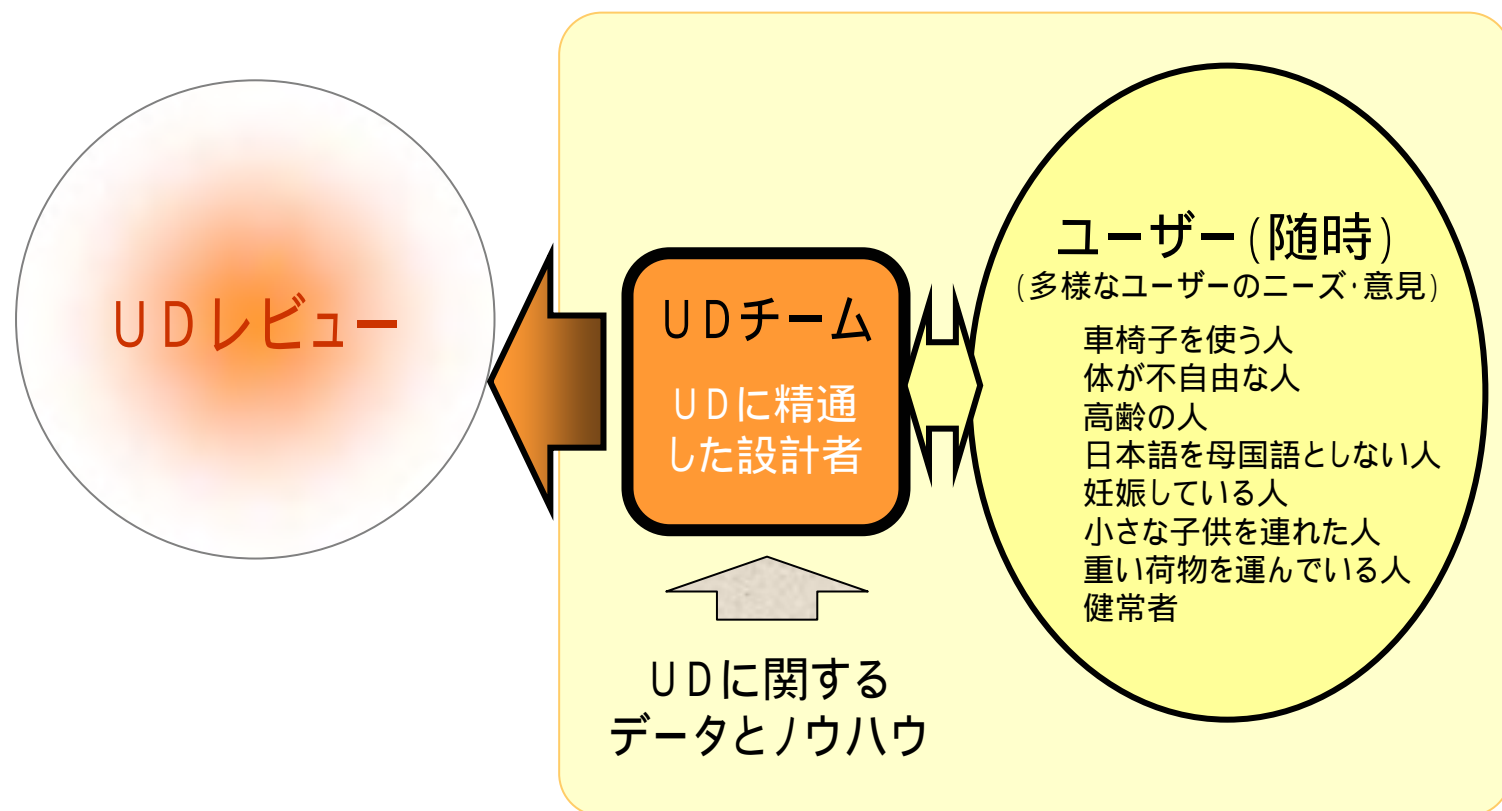 UDレビュー
UDチーム
UDに精通
した設計者
UDに関する
データとノウハウ
ユーザー(随時)
(多様なユーザーのニーズ・意見)
車椅子を使う人
体が不自由な人
高齢の人
日本語を母国語としない人
妊娠している人
小さな子供を連れた人
重い荷物を運んでいる人
健常者